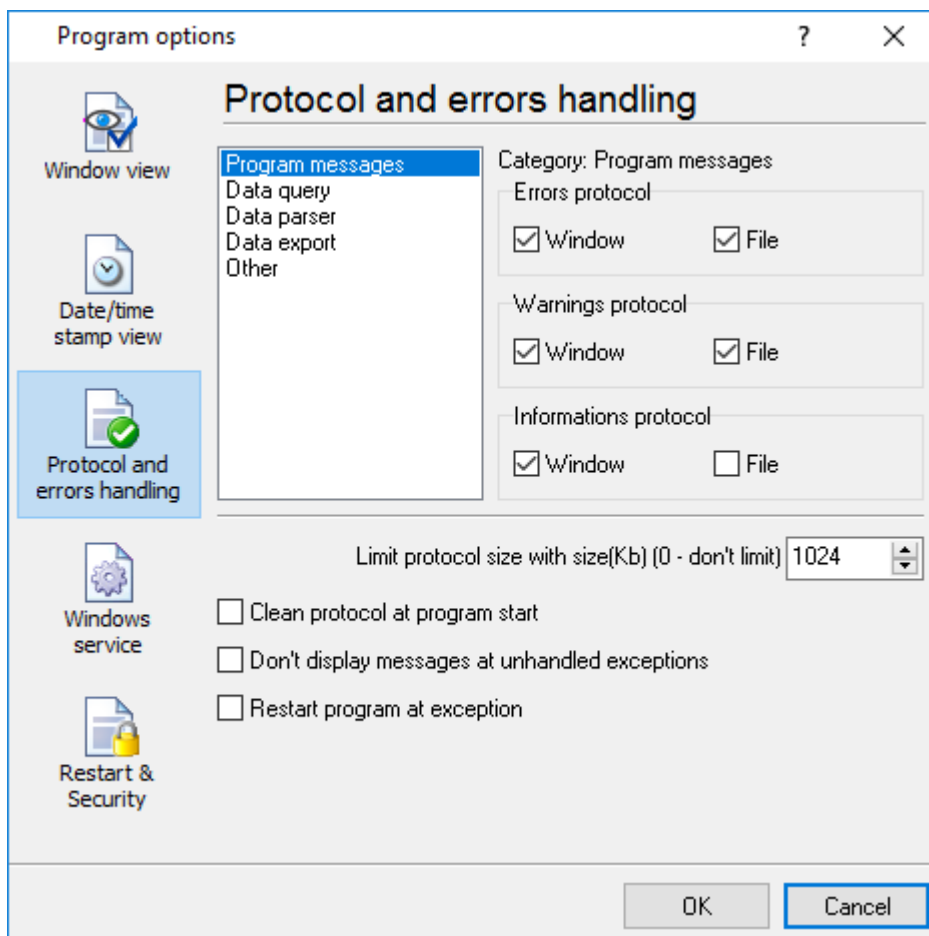 Program options
?
Window view
Date/time
stamp view
Protocol and
errors handling
Windows
service
Restart &
Security
Protocol and errors handling
Program messages
Data query
Data parser
Data export
Other
Category: Program messages
Errors protocol
Window File
Warnings protocol
Window File
Informations protocol
Window File
Limit protocol size with size(Kb) (0 - don't limit) 1024
Clean protocol at program start
Don't display messages at unhandled exceptions
Restart program at exception
OK Cancel